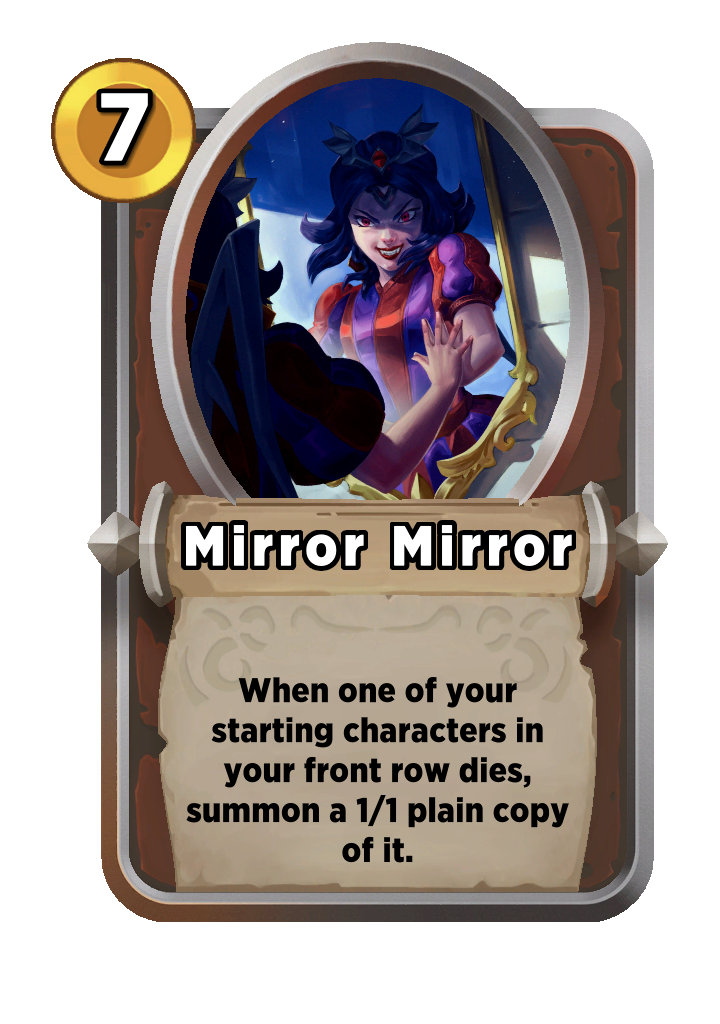 7
Mirror Mirror
When one of your
starting characters in
your front row dies,
summon a 1/1 plain copy
of it.